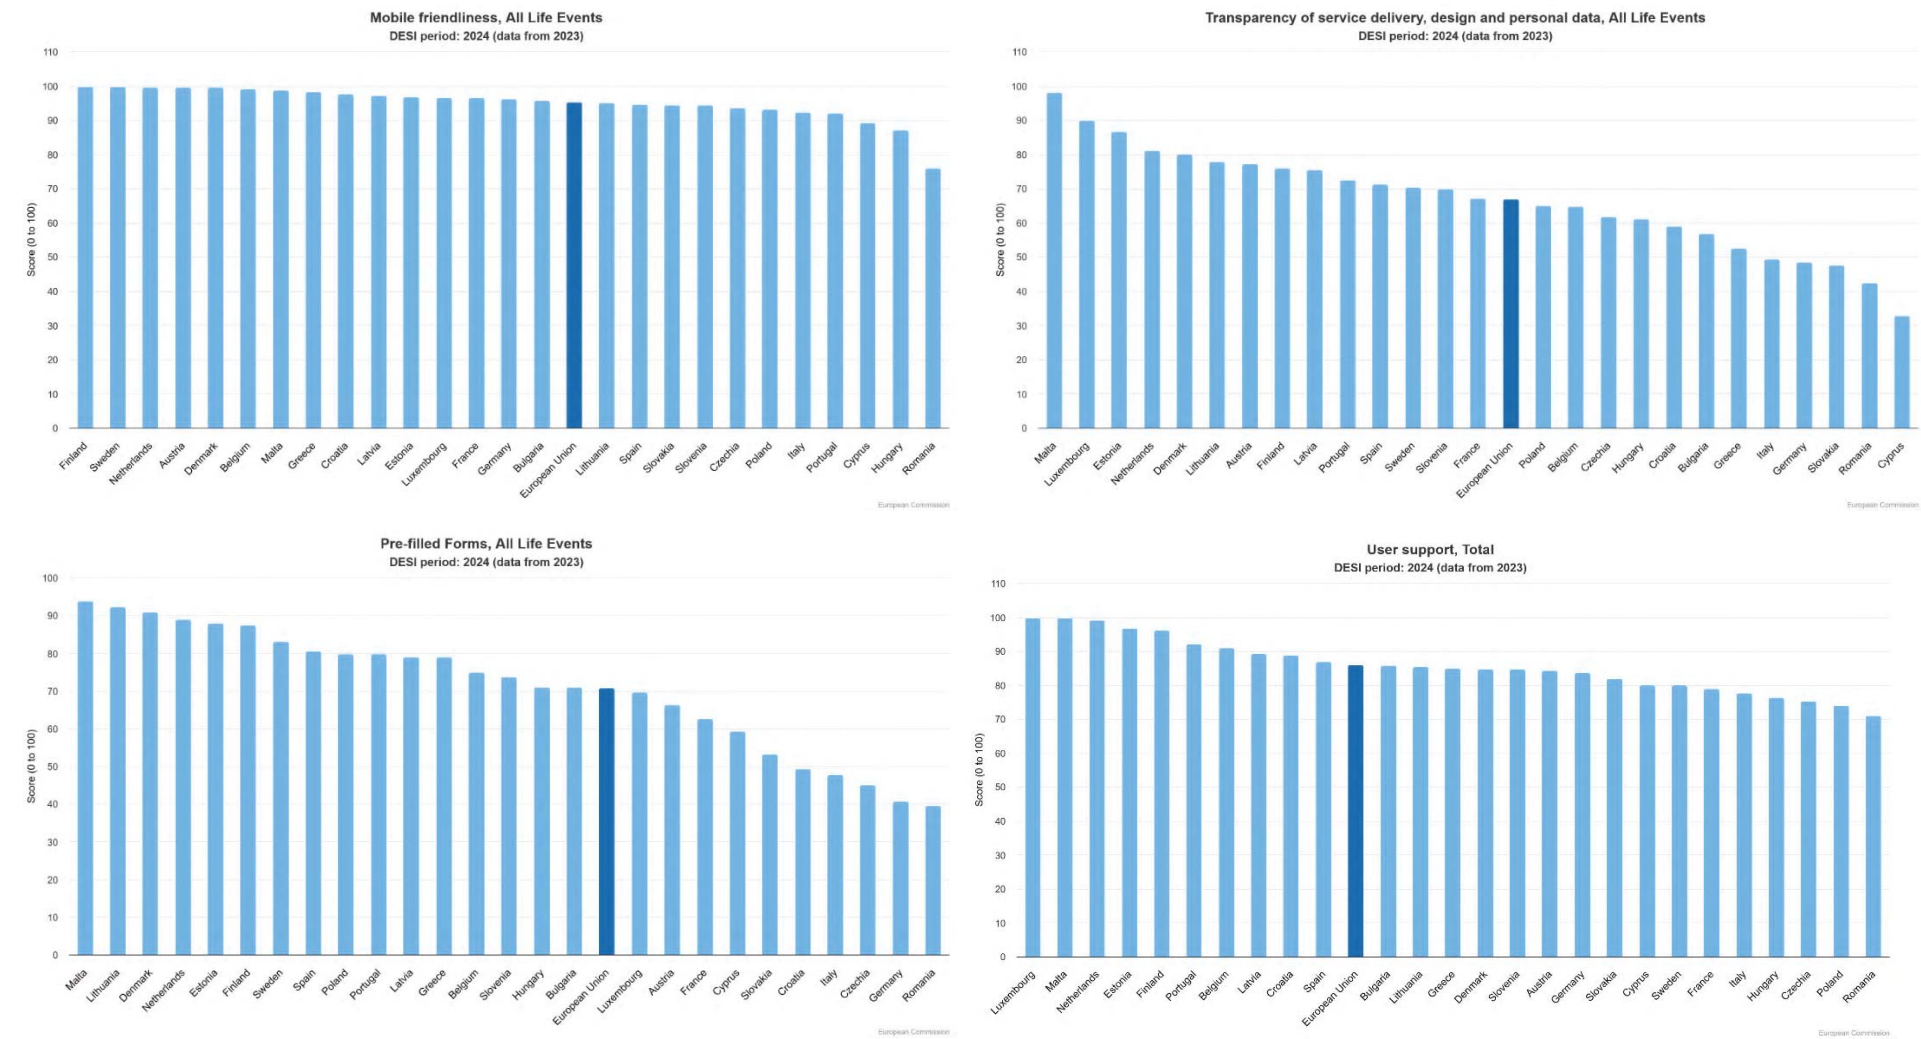 Mobile friendliness, All Life Events
DESI period: 2024 (data from 2023)
110
100
90
80
70
60
50
40
30
20
10
0
Score (0 to 100)
Finland
Sweden
Netherlands
Austria
Denmark
Belgium
Malta
Greece
Croatia
Latvia
Estonia
Luxembourg
France
Germany
Bulgaria
European Union
Lithuania
Spain
Slovakia
Slovenia
Czechia
Poland
Italy
Portugal
Cyprus
Hungary
Romania
European Commission
Transparency of service delivery, design and personal data, All Life Events
DESI period: 2024 (data from 2023)
110
100
90
80
70
60
50
40
30
20
10
0
Score (0 to 100)
Malta
Luxembourg
Estonia
Netherlands
Denmark
Lithuania
Austria
Finland
Latvia
Portugal
Spain
Sweden
Slovenia
France
European Union
Poland
Belgium
Czechia
Hungary
Croatia
Bulgaria
Greece
Italy
Germany
Slovakia
Romania
Cyprus
European Commission
Pre-filled Forms, All Life Events
DESI period: 2024 (data from 2023)
100
90
80
70
60
50
40
30
20
10
0
Score (0 to 100)
Malta
Lithuania
Denmark
Netherlands
Estonia
Finland
Sweden
Spain
Poland
Portugal
Latvia
Greece
Belgium
Slovenia
Hungary
Bulgaria
European Union
Luxembourg
Austria
France
Cyprus
Slovakia
Croatia
Italy
Czechia
Germany
Romania
European Commission
User support, Total
DESI period: 2024 (data from 2023)
110
100
90
80
70
60
50
40
30
20
10
0
Score (0 to 100)
Luxembourg
Malta
Netherlands
Estonia
Finland
Portugal
Belgium
Latvia
Croatia
Spain
European Union
Bulgaria
Lithuania
Greece
Denmark
Slovenia
Austria
Germany
Slovakia
Cyprus
Sweden
France
Italy
Hungary
Czechia
Poland
Romania
European Commission